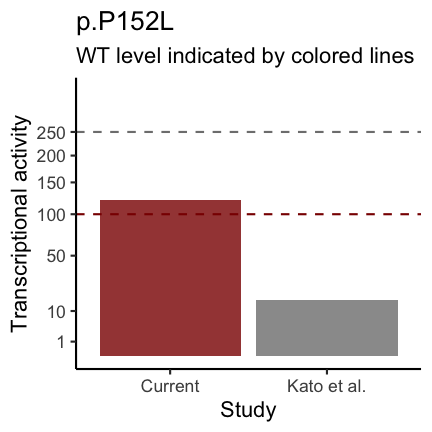 p.P152L
WT level indicated by colored lines
Transcriptional activity
250
200
150
100
50
10
1
Current
Kato et al.
Study